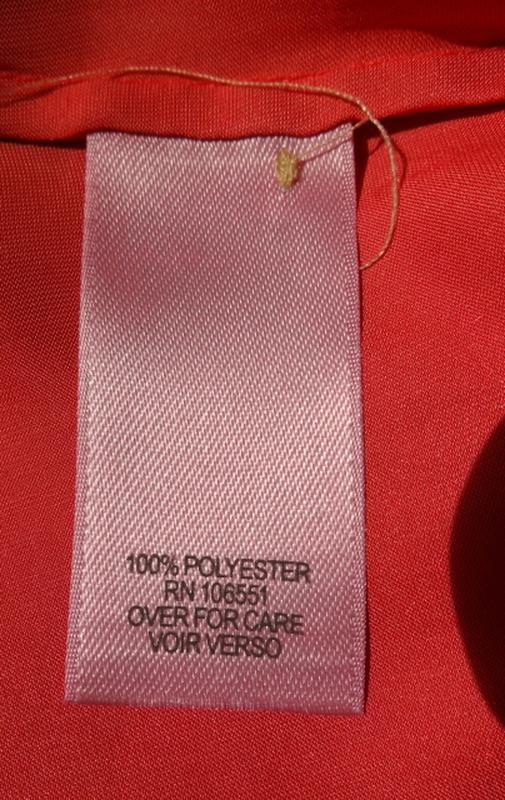 100% POLYESTER
RN 106551
OVER FOR CARE
VOIR VERSO